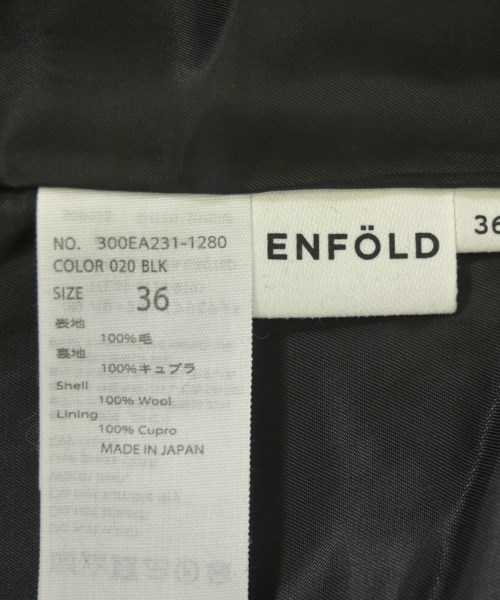 NO. 300EA231-1280
COLOR 020 BLK
SIZE 36
表地
100%毛
裏地
100%キュプラ
Shell
100% Wool
Lining
100% Cupro
MADE IN JAPAN
ENFÖLD
36